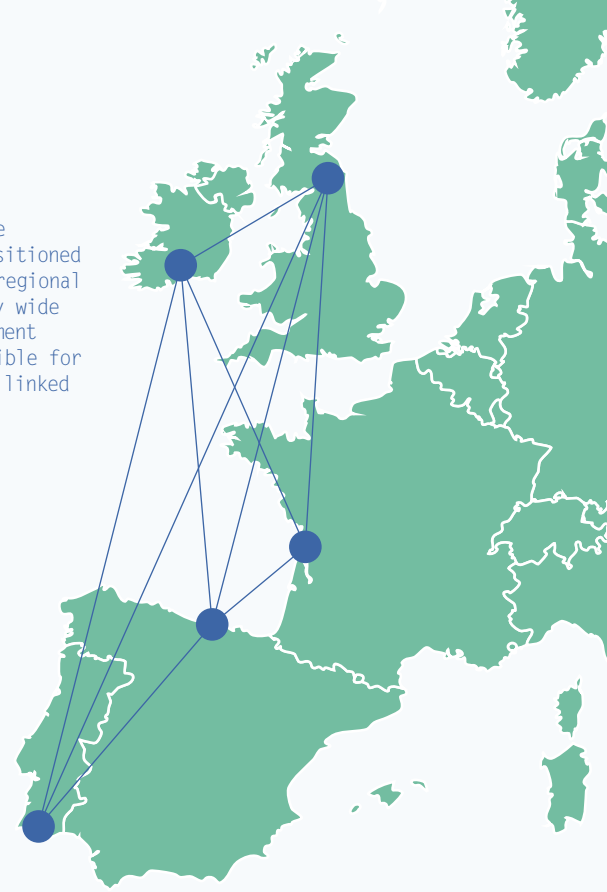 e
sitioned
regional
y wide
ment
ible for
linked